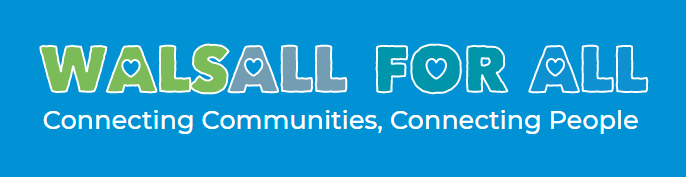 WALSALL FOR ALL
Connecting Communities, Connecting People